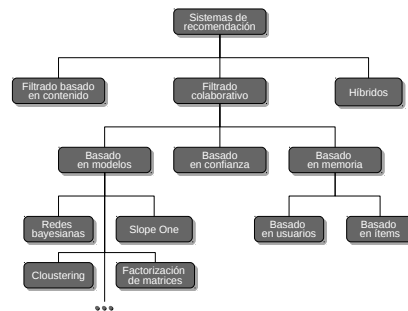 Sistemas de
recomendación
Filtrado basado
en contenido
Filtrado
colaborativo
Híbridos
Basado
en modelos
Basado
en confianza
Basado
en memoria
Redes
bayesianas
Slope One
Basado
en usuarios
Basado
en ítems
Cloustering
Factorización
de matrices
•••